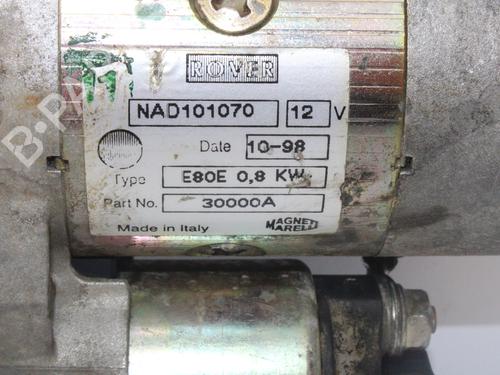 ROVER
NAD101070 12 V
Date 10-98
Type E80E 0,8 KW
Part No. 30000A
Made in Italy MAGNETI MARELLI
B-PARTS